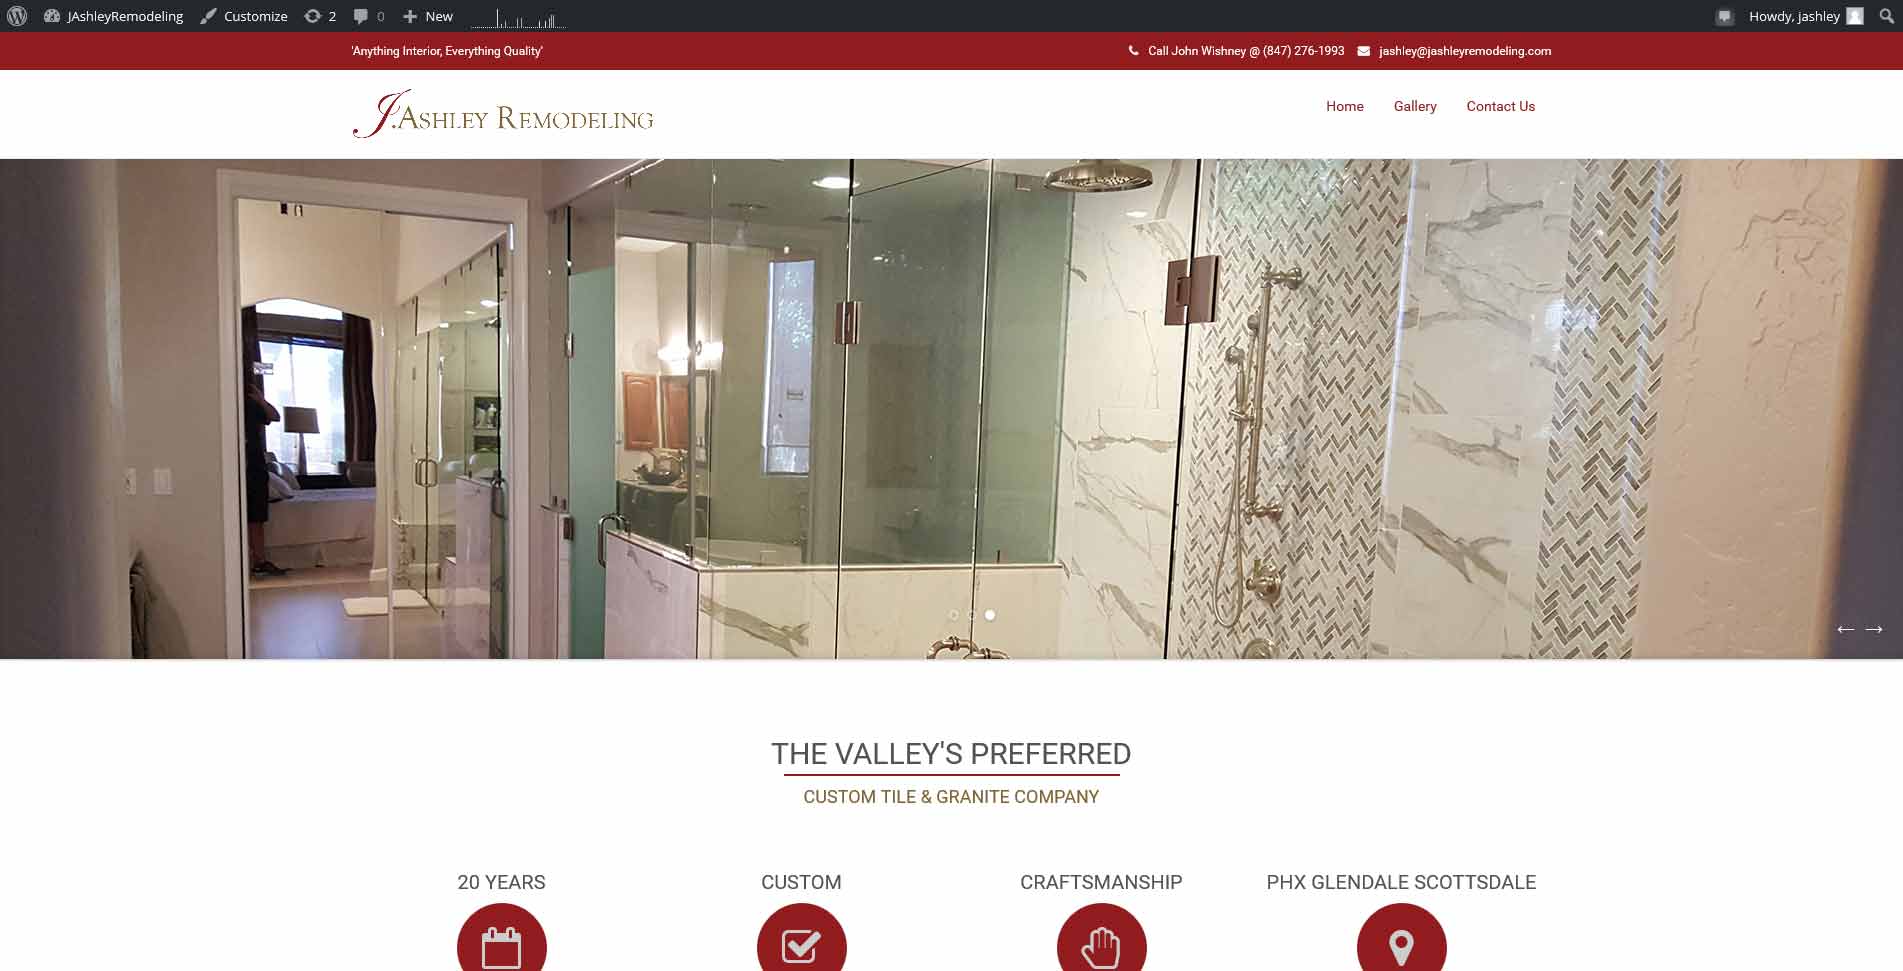 JAshleyRemodeling Customize 2 0 New Howdy, jashley
'Anything Interior, Everything Quality' Call John Wishney @ (847) 276-1993 jashley@jashleyremodeling.com
J.Ashley Remodeling Home Gallery Contact Us
THE VALLEY'S PREFERRED
CUSTOM TILE & GRANITE COMPANY
20 YEARS CUSTOM CRAFTSMANSHIP PHX GLENDALE SCOTTSDALE